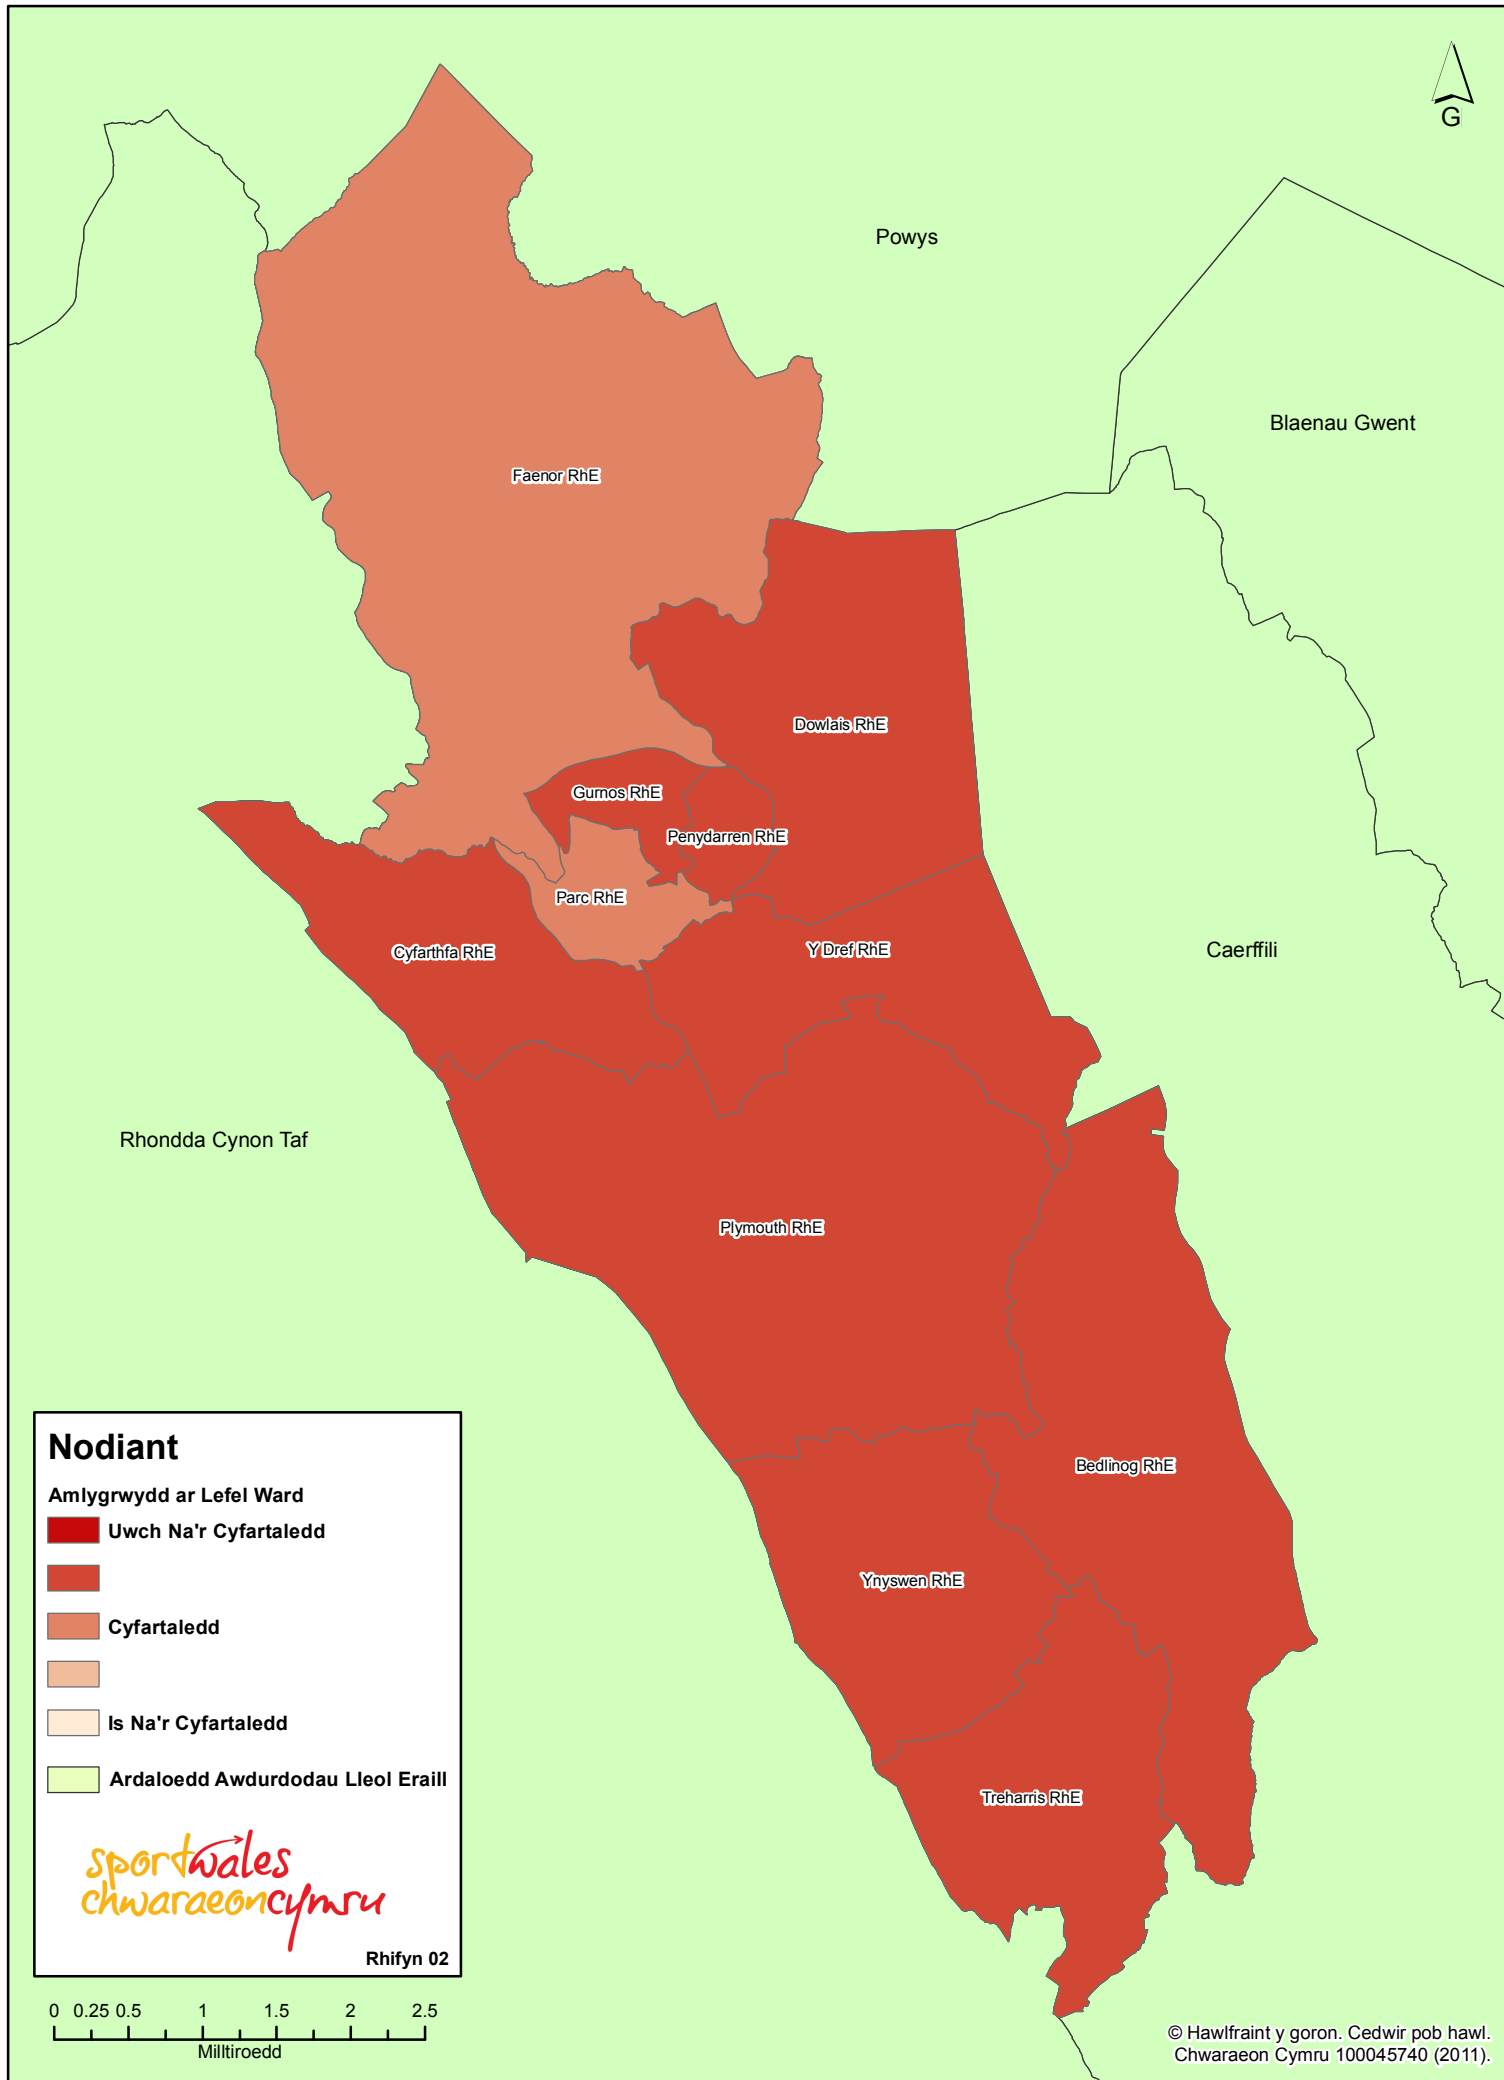 G
Powys
Blaenau Gwent
Faenor RhE
Dowlais RhE
Gurnos RhE
Penydarren RhE
Parc RhE
Cyfarthfa RhE
Y Dref RhE
Caerffili
Rhondda Cynon Taf
Plymouth RhE
Bedlinog RhE
Ynyswen RhE
Treharris RhE
Nodiant
Amlygrwydd ar Lefel Ward
Uwch Na'r Cyfartaledd
Cyfartaledd
Is Na'r Cyfartaledd
Ardaloedd Awdurdodau Lleol Eraill
sportwales
chwaraeoncymru
Rhifyn 02
0 0.25 0.5 1 1.5 2 2.5
Milltiroedd
© Hawlfraint y goron. Cedwir pob hawl.
Chwaraeon Cymru 100045740 (2011).